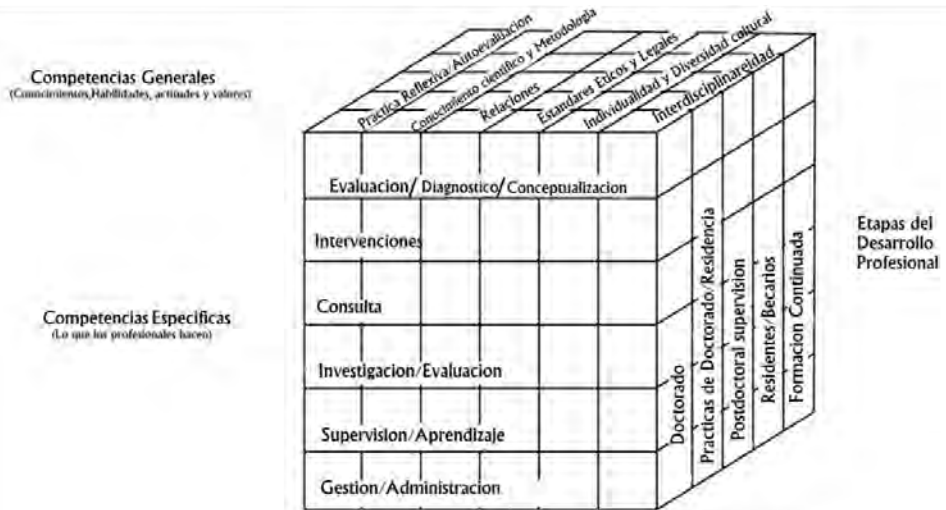 Competencias Generales
(Conocimientos,Habilidades, actitudes y valores)
Practica Reflexiva/Autoevaluacion
Conocimiento cientifico y Metodologia
Relaciones
Estandares Eticos y Legales
Individualidad y Diversidad cultural
Interdisciplinareidad
Evaluacion/ Diagnostico/Conceptualizacion
Intervenciones
Consulta
Competencias Especificas
(Lo que los profesionales hacen)
Investigacion/Evaluacion
Supervision/Aprendizaje
Gestion/Administracion
Doctorado
Practicas de Doctorado/Residencia
Postdoctoral supervision
Residentes/Becarios
Formacion Continuada
Etapas del
Desarrollo
Profesional